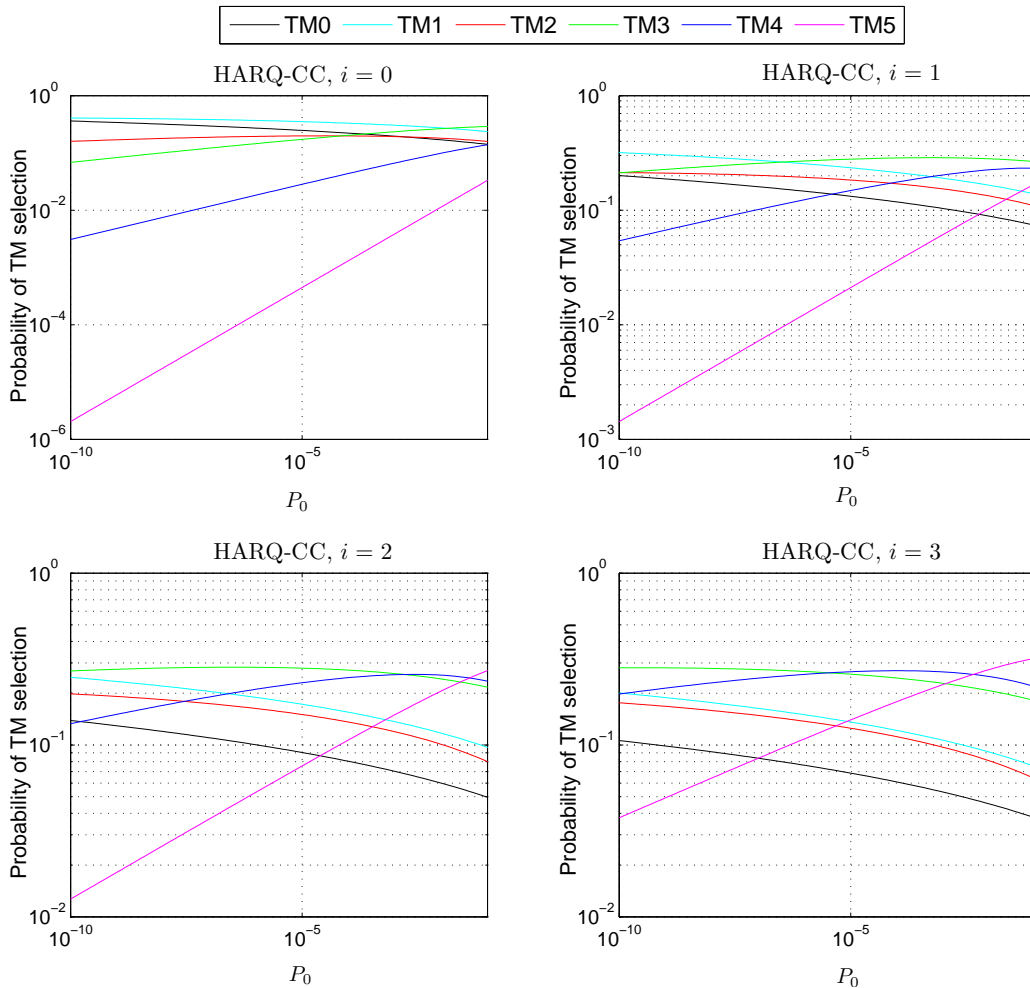 TM0 TM1 TM2 TM3 TM4 TM5
HARQ-CC, i = 0
Probability of TM selection
10^0
10^-2
10^-4
10^-6
10^-10 10^-5
P_0
HARQ-CC, i = 1
Probability of TM selection
10^0
10^-1
10^-2
10^-3
10^-10 10^-5
P_0
HARQ-CC, i = 2
Probability of TM selection
10^0
10^-1
10^-2
10^-10 10^-5
P_0
HARQ-CC, i = 3
Probability of TM selection
10^0
10^-1
10^-2
10^-10 10^-5
P_0